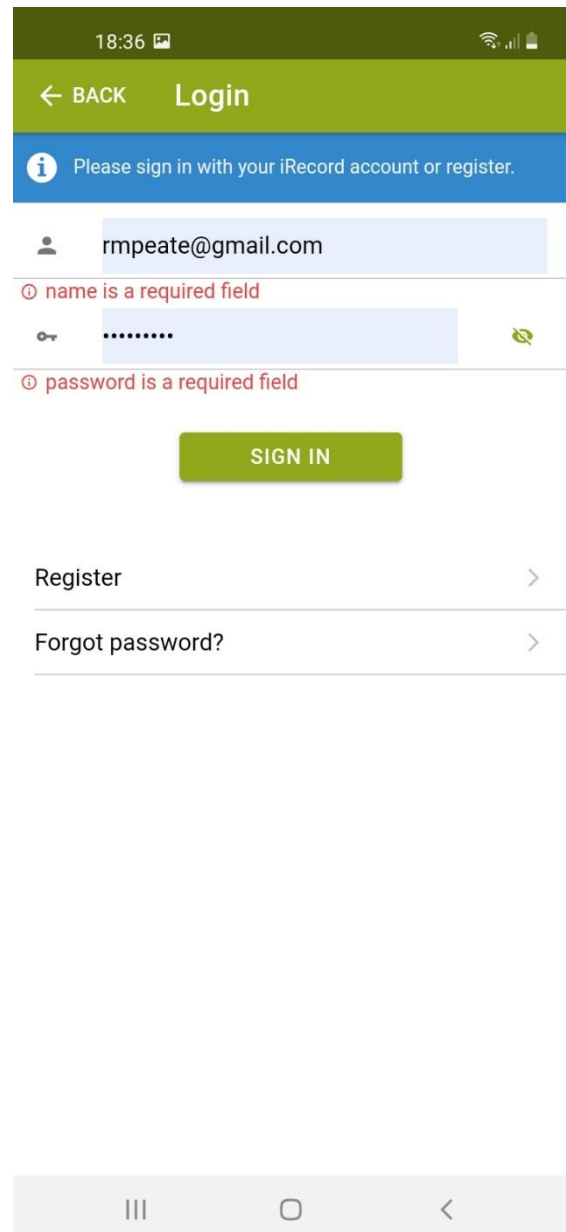 18:36
BACK Login
Please sign in with your iRecord account or register.
rmpeate@gmail.com
name is a required field
•••••••••
password is a required field
SIGN IN
Register
Forgot password?